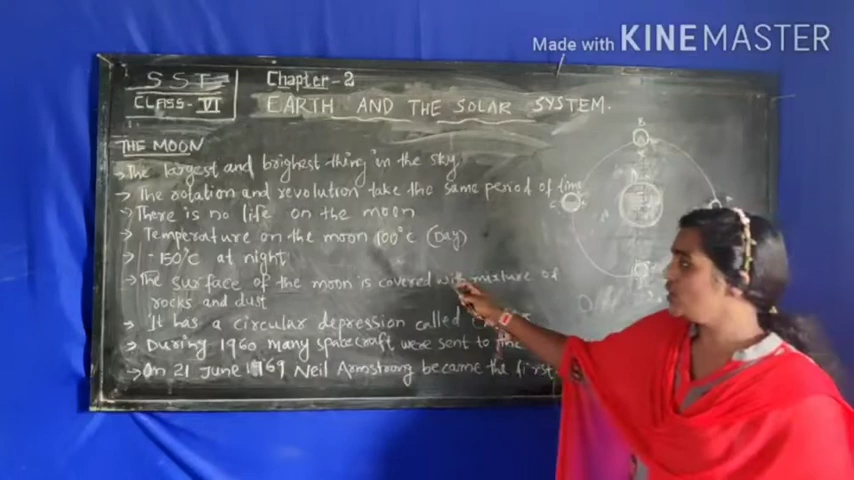 Made with KINEMASTER
SST
CLASS-VI
Chapter-2
EARTH AND THE SOLAR SYSTEM.
THE MOON
→ The largest and brightest thing in the sky
→ The rotation and revolution take the same period of time
→ There is no life on the moon
→ Temperature on the moon 100°C (Day)
→ -150°C at night
→ The surface of the moon is covered with mixture of
rocks and dust
→ It has a circular depression called
→ During 1960 many spacecraft were sent to the
→ On 21 June 1969 Neil Armstrong became the first
B
A